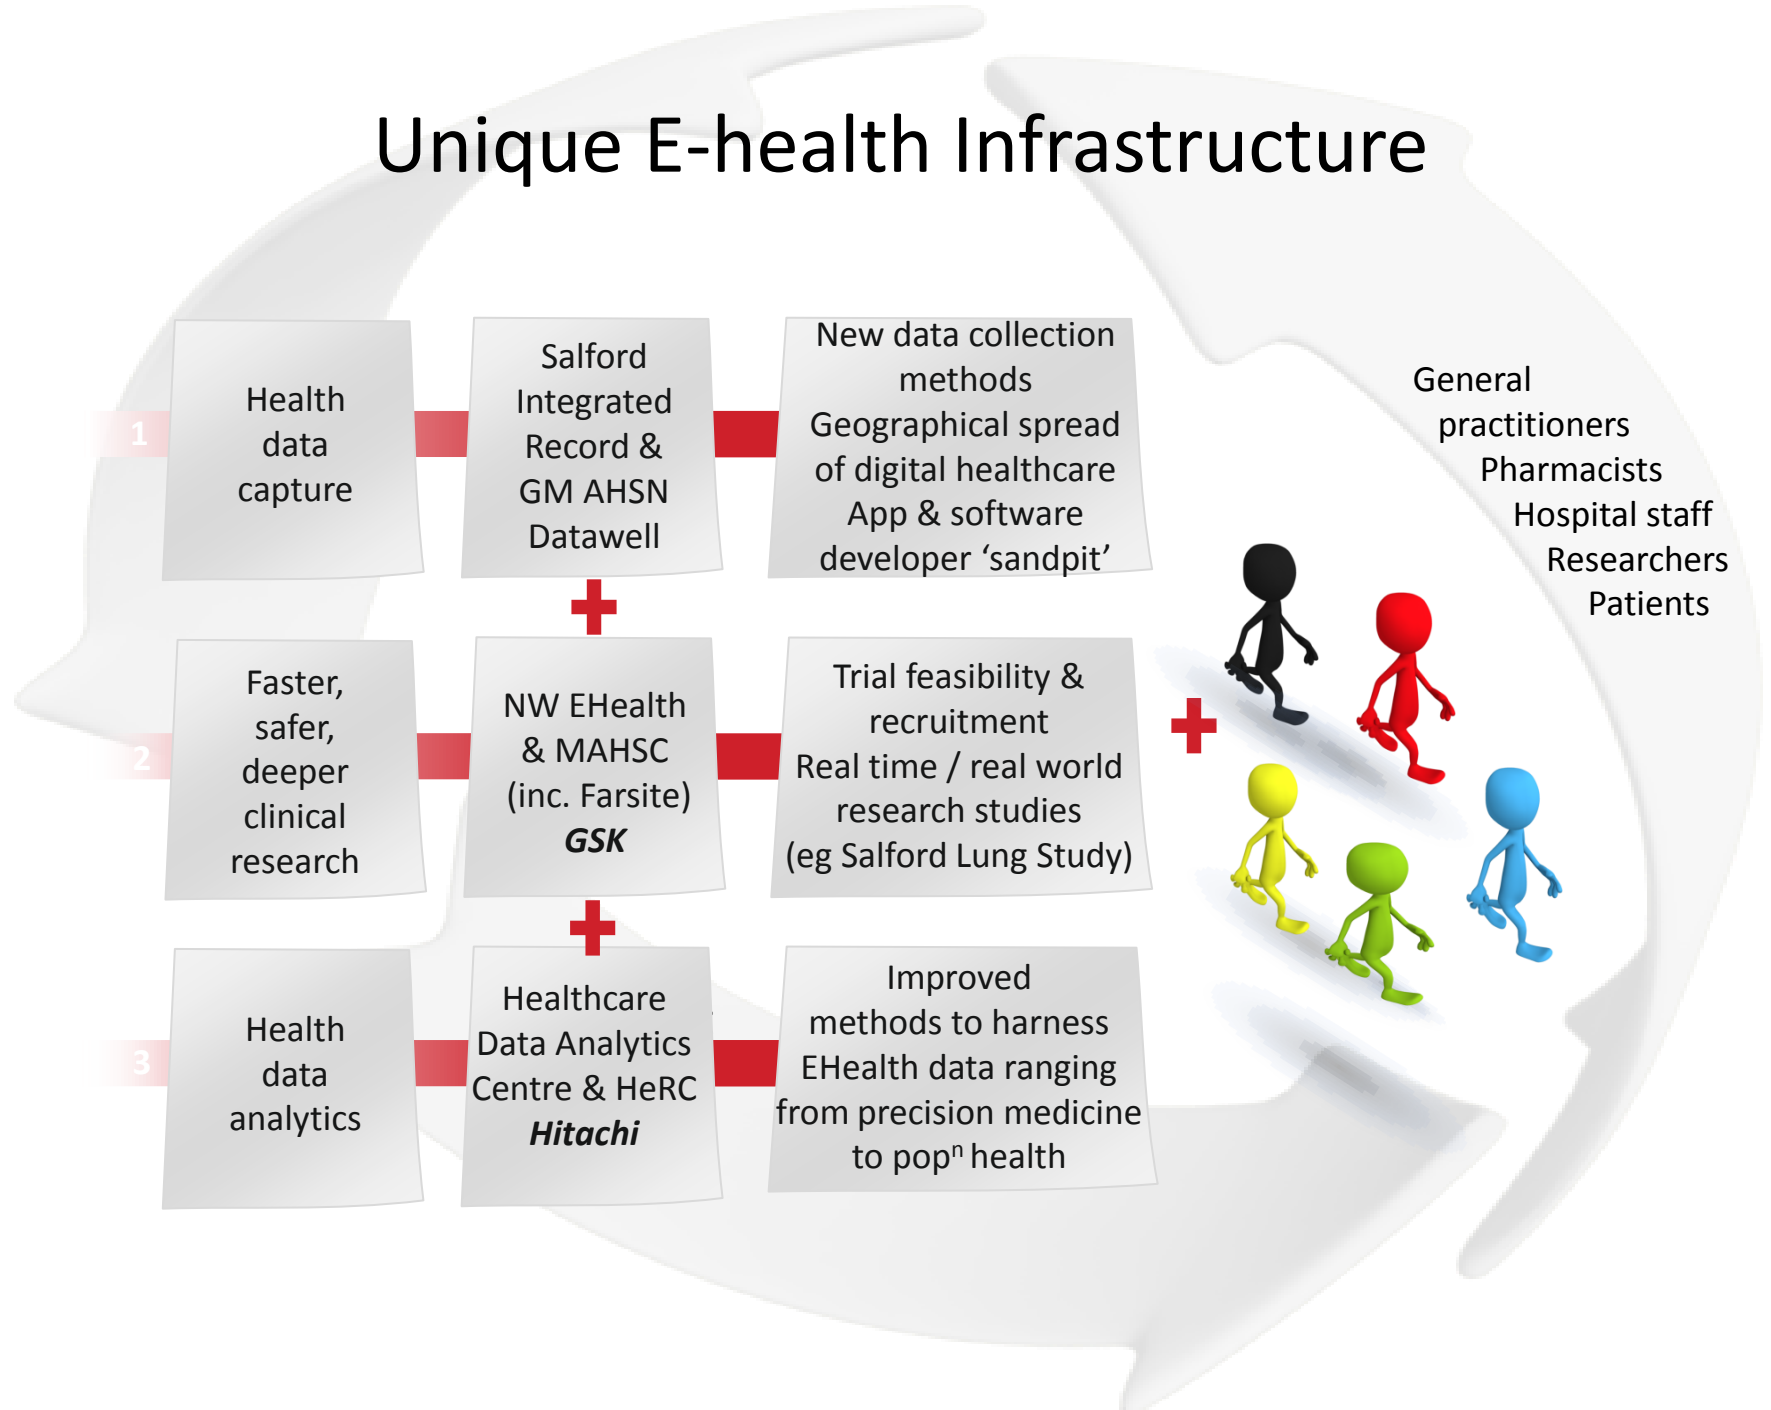 Unique E-health Infrastructure
1
Health
data
capture
Salford
Integrated
Record &
GM AHSN
Datawell
New data collection
methods
Geographical spread
of digital healthcare
App & software
developer ‘sandpit’
General
practitioners
Pharmacists
Hospital staff
Researchers
Patients
2
Faster,
safer,
deeper
clinical
research
NW EHealth
& MAHSC
(inc. Farsite)
GSK
Trial feasibility &
recruitment
Real time / real world
research studies
(eg Salford Lung Study)
3
Health
data
analytics
Healthcare
Data Analytics
Centre & HeRC
Hitachi
Improved
methods to harness
EHealth data ranging
from precision medicine
to popⁿ health